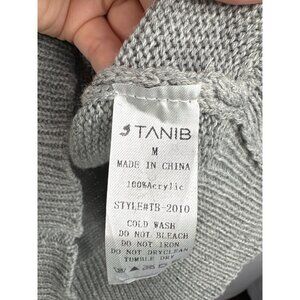 TANIB
M
MADE IN CHINA
100%Acrylic
STYLE#TB-2010
COLD WASH
DO NOT BLEACH
DO NOT IRON
DO NOT DRYCLEAN
TUMBLE DRY